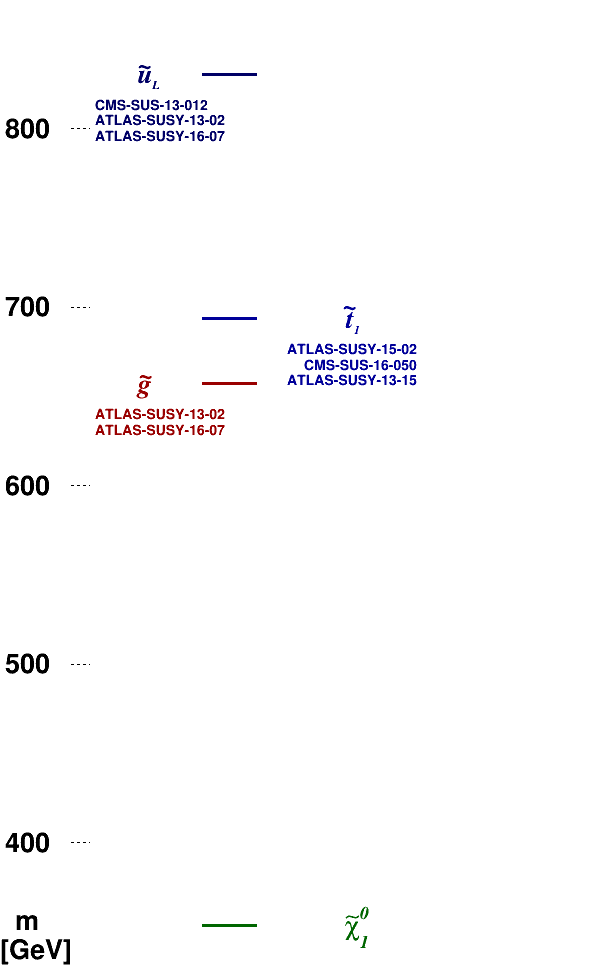 ũ_L
CMS-SUS-13-012
ATLAS-SUSY-13-02
800
ATLAS-SUSY-16-07
700
t̃_1
ATLAS-SUSY-15-02
CMS-SUS-16-050
ATLAS-SUSY-13-15
g̃
ATLAS-SUSY-13-02
ATLAS-SUSY-16-07
600
500
400
m
[GeV]
χ̃_1^0